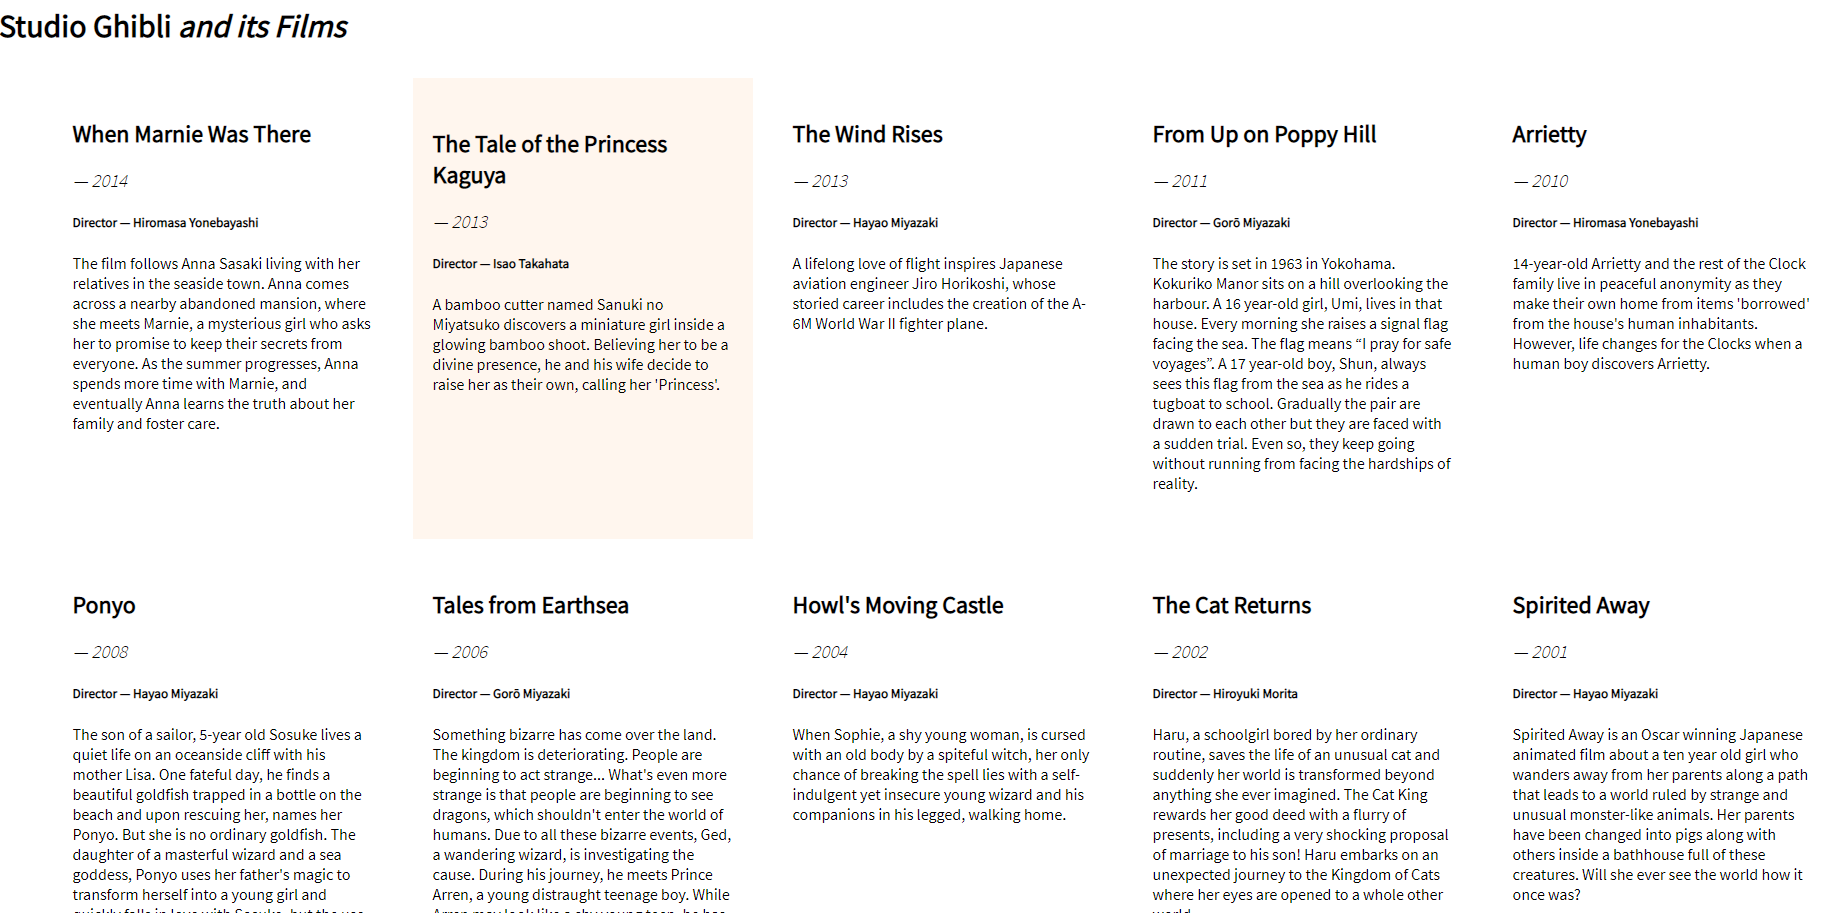 Studio Ghibli and its Films
When Marnie Was There
— 2014
Director — Hiromasa Yonebayashi
The film follows Anna Sasaki living with her
relatives in the seaside town. Anna comes
across a nearby abandoned mansion, where
she meets Marnie, a mysterious girl who asks
her to promise to keep their secrets from
everyone. As the summer progresses, Anna
spends more time with Marnie, and
eventually Anna learns the truth about her
family and foster care.
The Tale of the Princess
Kaguya
— 2013
Director — Isao Takahata
A bamboo cutter named Sanuki no
Miyatsuko discovers a miniature girl inside a
glowing bamboo shoot. Believing her to be a
divine presence, he and his wife decide to
raise her as their own, calling her 'Princess'.
The Wind Rises
— 2013
Director — Hayao Miyazaki
A lifelong love of flight inspires Japanese
aviation engineer Jiro Horikoshi, whose
storied career includes the creation of the A-
6M World War II fighter plane.
From Up on Poppy Hill
— 2011
Director — Gorō Miyazaki
The story is set in 1963 in Yokohama.
Kokuriko Manor sits on a hill overlooking the
harbour. A 16 year-old girl, Umi, lives in that
house. Every morning she raises a signal flag
facing the sea. The flag means “I pray for safe
voyages”. A 17 year-old boy, Shun, always
sees this flag from the sea as he rides a
tugboat to school. Gradually the pair are
drawn to each other but they are faced with
a sudden trial. Even so, they keep going
without running from facing the hardships of
reality.
Arrietty
— 2010
Director — Hiromasa Yonebayashi
14-year-old Arrietty and the rest of the Clock
family live in peaceful anonymity as they
make their own home from items 'borrowed'
from the house's human inhabitants.
However, life changes for the Clocks when a
human boy discovers Arrietty.
Ponyo
— 2008
Director — Hayao Miyazaki
The son of a sailor, 5-year old Sosuke lives a
quiet life on an oceanside cliff with his
mother Lisa. One fateful day, he finds a
beautiful goldfish trapped in a bottle on the
beach and upon rescuing her, names her
Ponyo. But she is no ordinary goldfish. The
daughter of a masterful wizard and a sea
goddess, Ponyo uses her father's magic to
transform herself into a young girl and
quickly falls in love with Sosuke, but the use
Tales from Earthsea
— 2006
Director — Gorō Miyazaki
Something bizarre has come over the land.
The kingdom is deteriorating. People are
beginning to act strange... What's even more
strange is that people are beginning to see
dragons, which shouldn't enter the world of
humans. Due to all these bizarre events, Ged,
a wandering wizard, is investigating the
cause. During his journey, he meets Prince
Arren, a young distraught teenage boy. While
Arren may look like a shy young teen, he has
Howl's Moving Castle
— 2004
Director — Hayao Miyazaki
When Sophie, a shy young woman, is cursed
with an old body by a spiteful witch, her only
chance of breaking the spell lies with a self-
indulgent yet insecure young wizard and his
companions in his legged, walking home.
The Cat Returns
— 2002
Director — Hiroyuki Morita
Haru, a schoolgirl bored by her ordinary
routine, saves the life of an unusual cat and
suddenly her world is transformed beyond
anything she ever imagined. The Cat King
rewards her good deed with a flurry of
presents, including a very shocking proposal
of marriage to his son! Haru embarks on an
unexpected journey to the Kingdom of Cats
where her eyes are opened to a whole other
world.
Spirited Away
— 2001
Director — Hayao Miyazaki
Spirited Away is an Oscar winning Japanese
animated film about a ten year old girl who
wanders away from her parents along a path
that leads to a world ruled by strange and
unusual monster-like animals. Her parents
have been changed into pigs along with
others inside a bathhouse full of these
creatures. Will she ever see the world how it
once was?